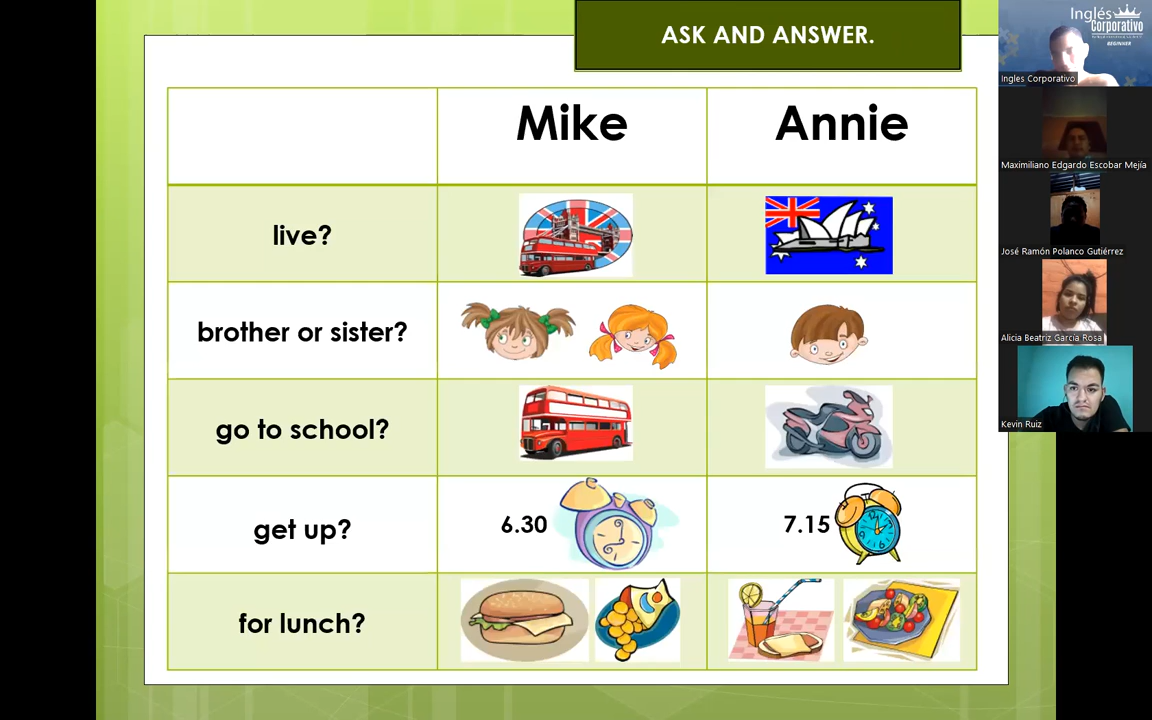 ASK AND ANSWER.
Mike Annie
live?
brother or sister?
go to school?
get up? 6.30 7.15
for lunch?
Inglés
Corporativo
BEGINNER
Ingles Corporativo
Maximiliano Edgardo Escobar Mejía
José Ramón Polanco Gutiérrez
Alicia Beatriz García Rosa
Kevin Ruiz